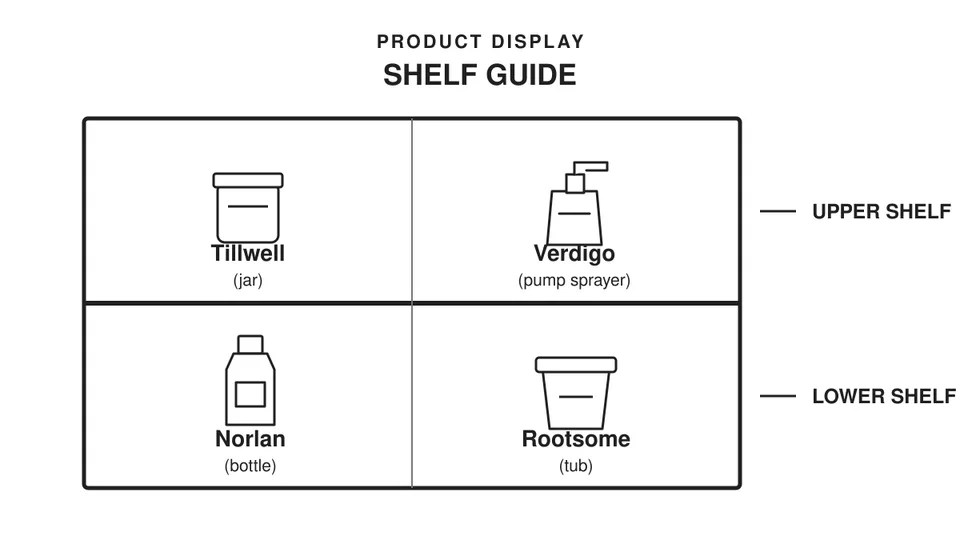 PRODUCT DISPLAY
SHELF GUIDE
Tillwell
(jar)
Verdigo
(pump sprayer)
UPPER SHELF
Norlan
(bottle)
Rootsome
(tub)
LOWER SHELF